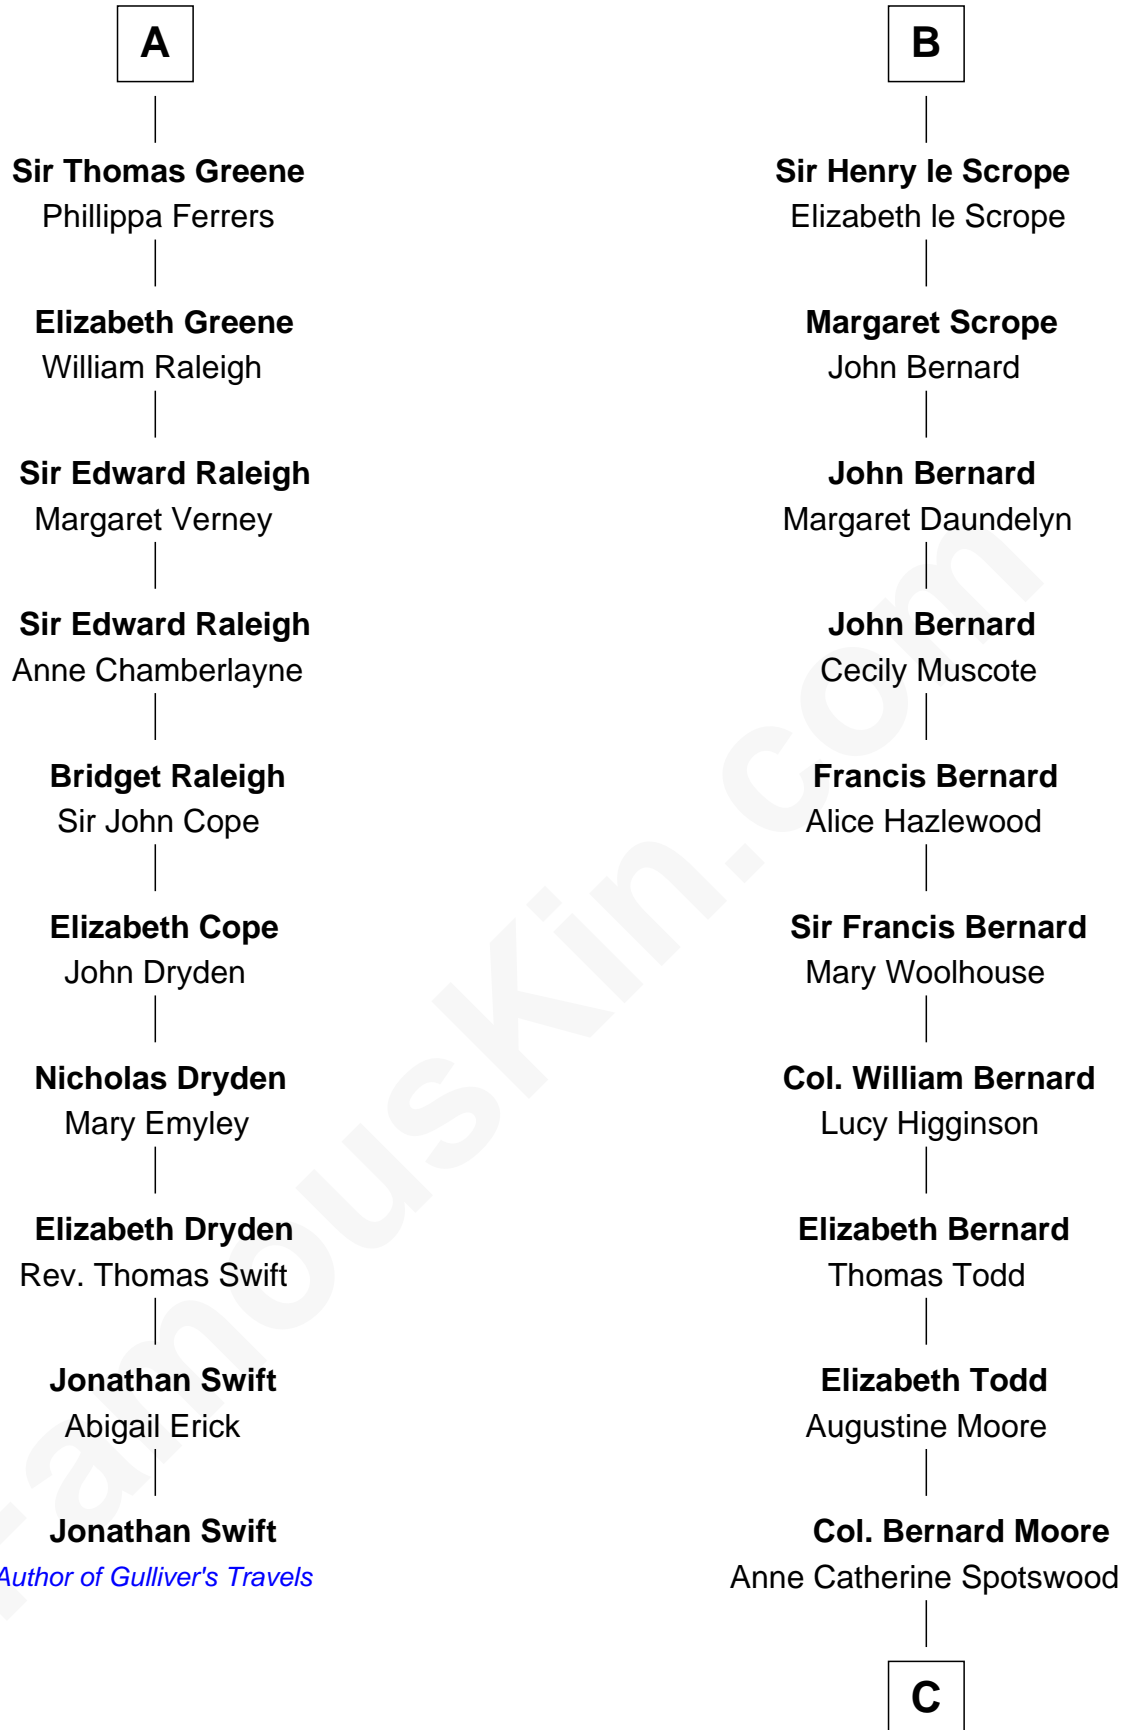 A
Sir Thomas Greene
Phillippa Ferrers
Elizabeth Greene
William Raleigh
Sir Edward Raleigh
Margaret Verney
Sir Edward Raleigh
Anne Chamberlayne
Bridget Raleigh
Sir John Cope
Elizabeth Cope
John Dryden
Nicholas Dryden
Mary Emyley
Elizabeth Dryden
Rev. Thomas Swift
Jonathan Swift
Abigail Erick
Jonathan Swift
Author of Gulliver's Travels
B
Sir Henry le Scrope
Elizabeth le Scrope
Margaret Scrope
John Bernard
John Bernard
Margaret Daundelyn
John Bernard
Cecily Muscote
Francis Bernard
Alice Hazlewood
Sir Francis Bernard
Mary Woolhouse
Col. William Bernard
Lucy Higginson
Elizabeth Bernard
Thomas Todd
Elizabeth Todd
Augustine Moore
Col. Bernard Moore
Anne Catherine Spotswood
C
FamousKin.com